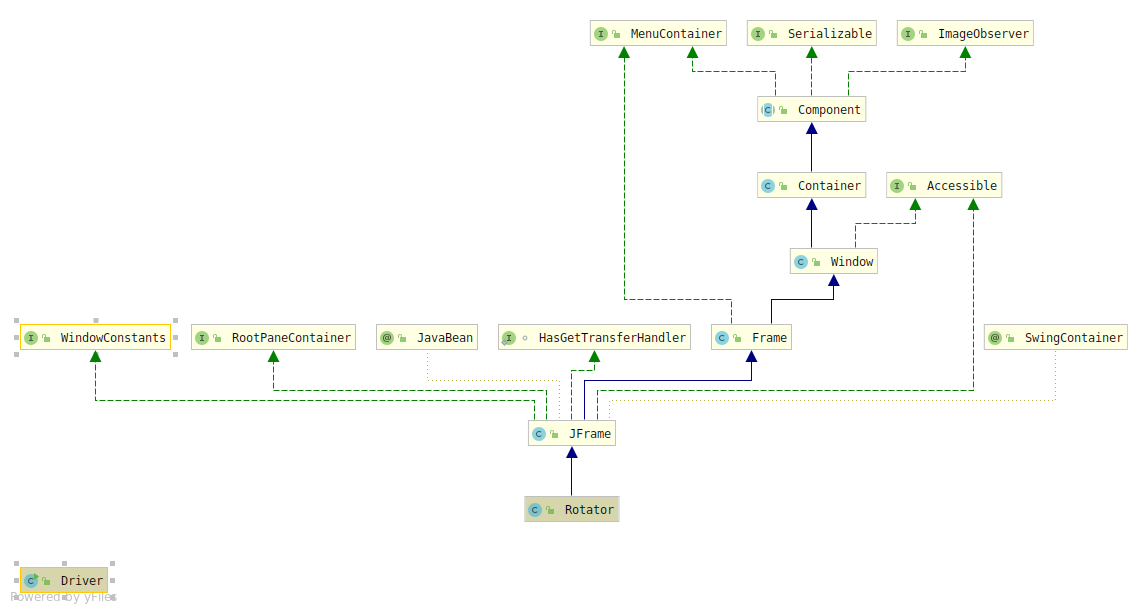 MenuContainer
Serializable
ImageObserver
Component
Container
Accessible
Window
WindowConstants
RootPaneContainer
JavaBean
HasGetTransferHandler
Frame
SwingContainer
JFrame
Rotator
Driver
Powered by yFiles